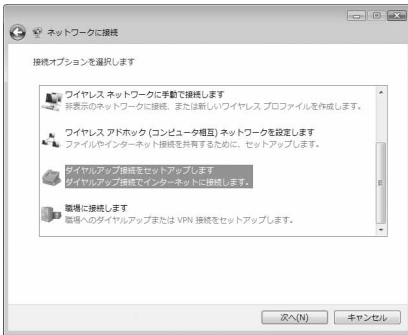 ネットワークに接続
接続オプションを選択します
ワイヤレス ネットワークに手動で接続します
非表示のネットワークに接続、または新しいワイヤレス プロファイルを作成します。
ワイヤレス アドホック (コンピュータ相互) ネットワークを設定します
ファイルやインターネット接続を共有するために、セットアップします。
ダイヤルアップ接続をセットアップします
ダイヤルアップ接続でインターネットに接続します。
職場に接続します
職場へのダイヤルアップまたは VPN 接続をセットアップします。
次へ(N)
キャンセル